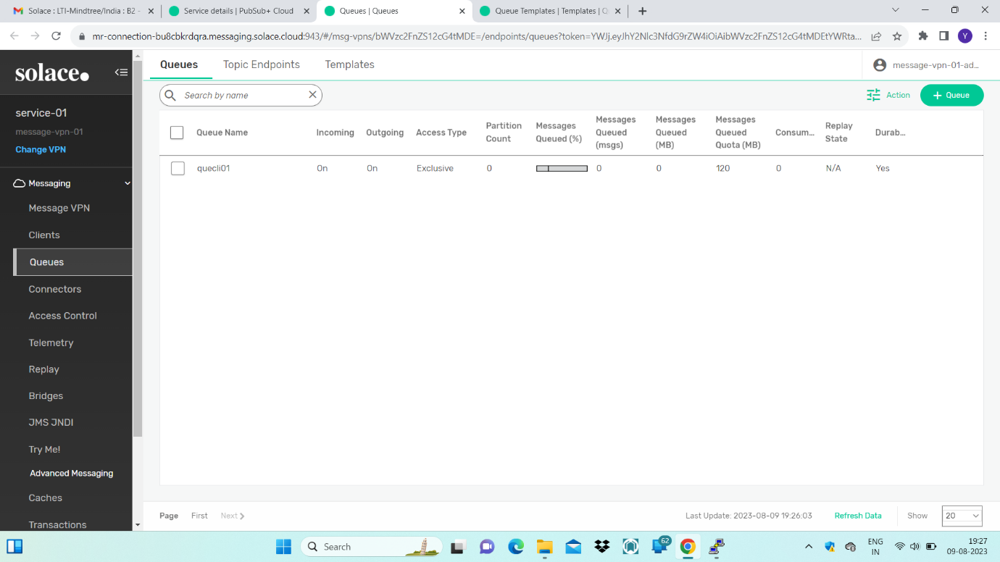 Solace : LTI-Mindtree/India : B2 -
Service details | PubSub+ Cloud
Queues | Queues
Queue Templates | Templates | Q
mr-connection-bu8cbkrdqra.messaging.solace.cloud:943/#/msg-vpns/bWVzc2FnZS12cG4tMDE=/endpoints/queues?token=YWJj.eyJhY2Nlc3NfdG9rZW4iOiAibWVzc2FnZS12cG4tMDEtYWRta...
Y
solace.
service-01
message-vpn-01
Change VPN
Messaging
Message VPN
Clients
Queues
Connectors
Access Control
Telemetry
Replay
Bridges
JMS JNDI
Try Me!
Advanced Messaging
Caches
Transactions
Queues Topic Endpoints Templates
message-vpn-01-ad...
Search by name
Action
+ Queue
Queue Name Incoming Outgoing Access Type Partition Count Messages Queued (%) Messages Queued (msgs) Messages Queued (MB) Messages Queued Quota (MB) Consum... Replay State Durab...
quecli01 On On Exclusive 0 0 0 120 0 N/A Yes
Page First Next
Last Update: 2023-08-09 19:26:03 Refresh Data Show 20
Search
62
ENG
IN
19:27
09-08-2023